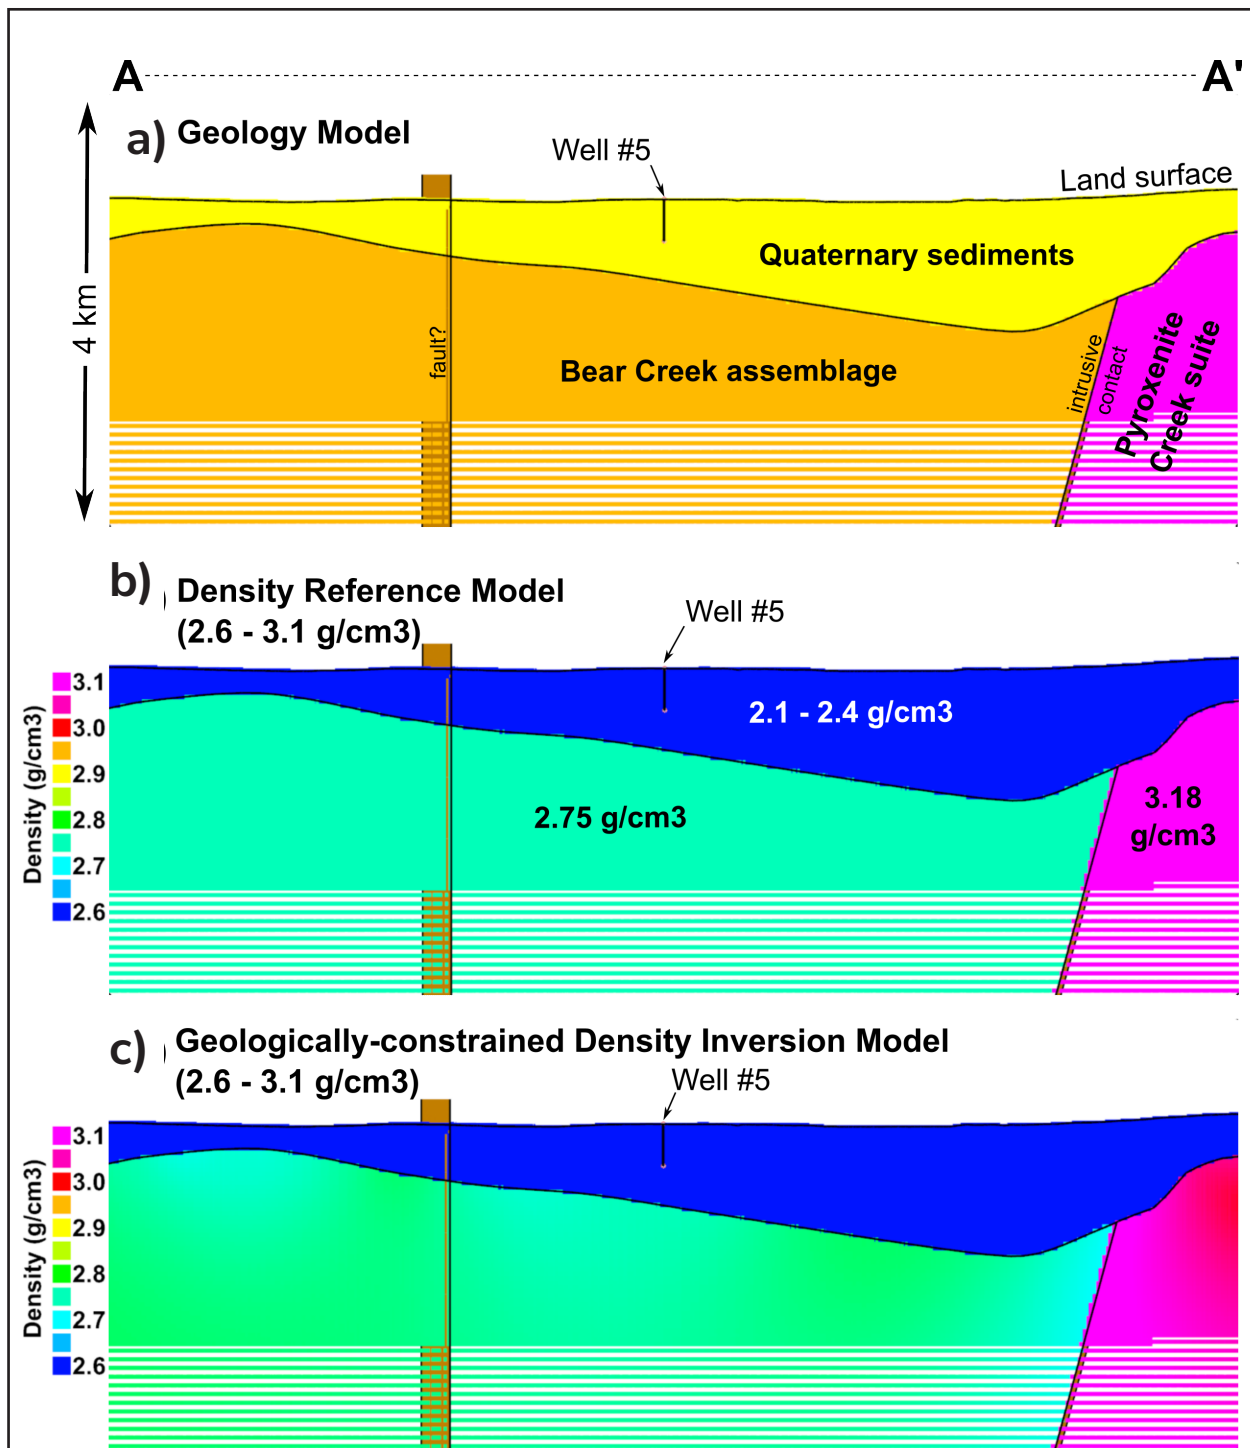 A A'
a) Geology Model
Well #5
Land surface
4 km
Quaternary sediments
fault?
Bear Creek assemblage
intrusive
contact
Pyroxenite
Creek suite
b) Density Reference Model
(2.6 - 3.1 g/cm3)
Well #5
Density (g/cm3)
3.1
3.0
2.9
2.8
2.7
2.6
2.1 - 2.4 g/cm3
2.75 g/cm3
3.18
g/cm3
c) Geologically-constrained Density Inversion Model
(2.6 - 3.1 g/cm3)
Well #5
Density (g/cm3)
3.1
3.0
2.9
2.8
2.7
2.6